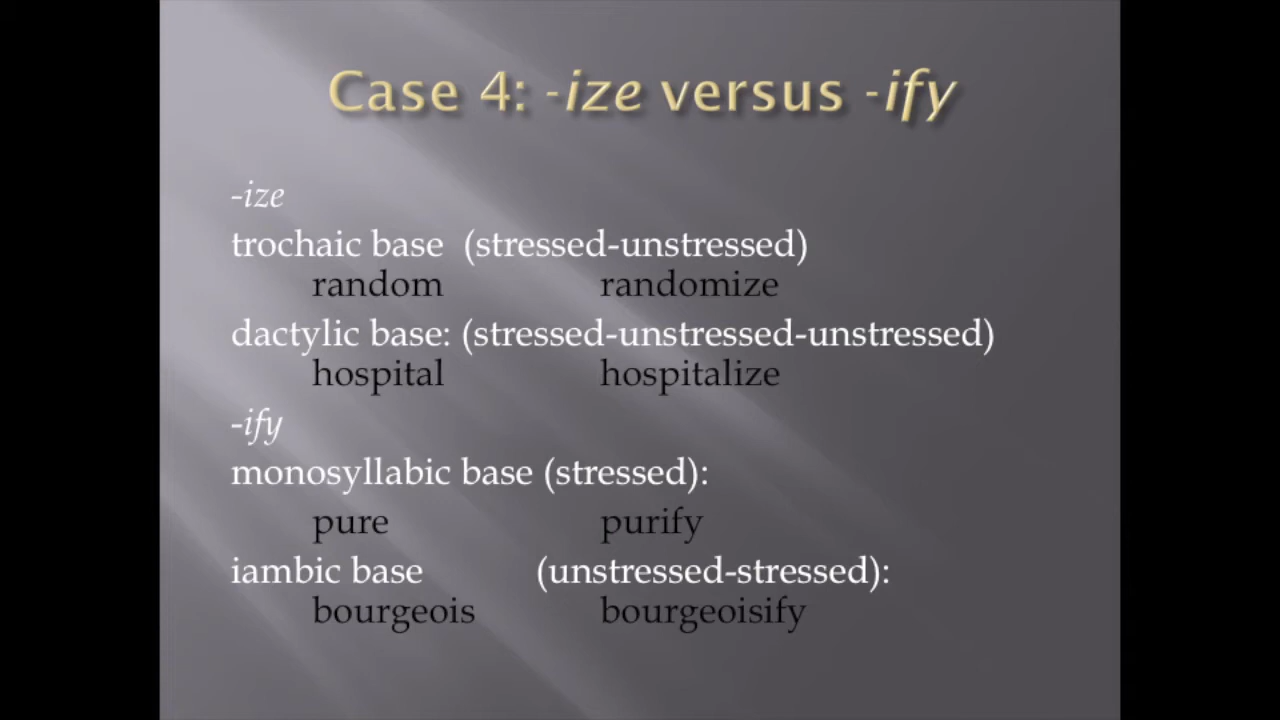 Case 4: -ize versus -ify
-ize
trochaic base (stressed-unstressed)
random randomize
dactylic base: (stressed-unstressed-unstressed)
hospital hospitalize
-ify
monosyllabic base (stressed):
pure purify
iambic base (unstressed-stressed):
bourgeois bourgeoisify